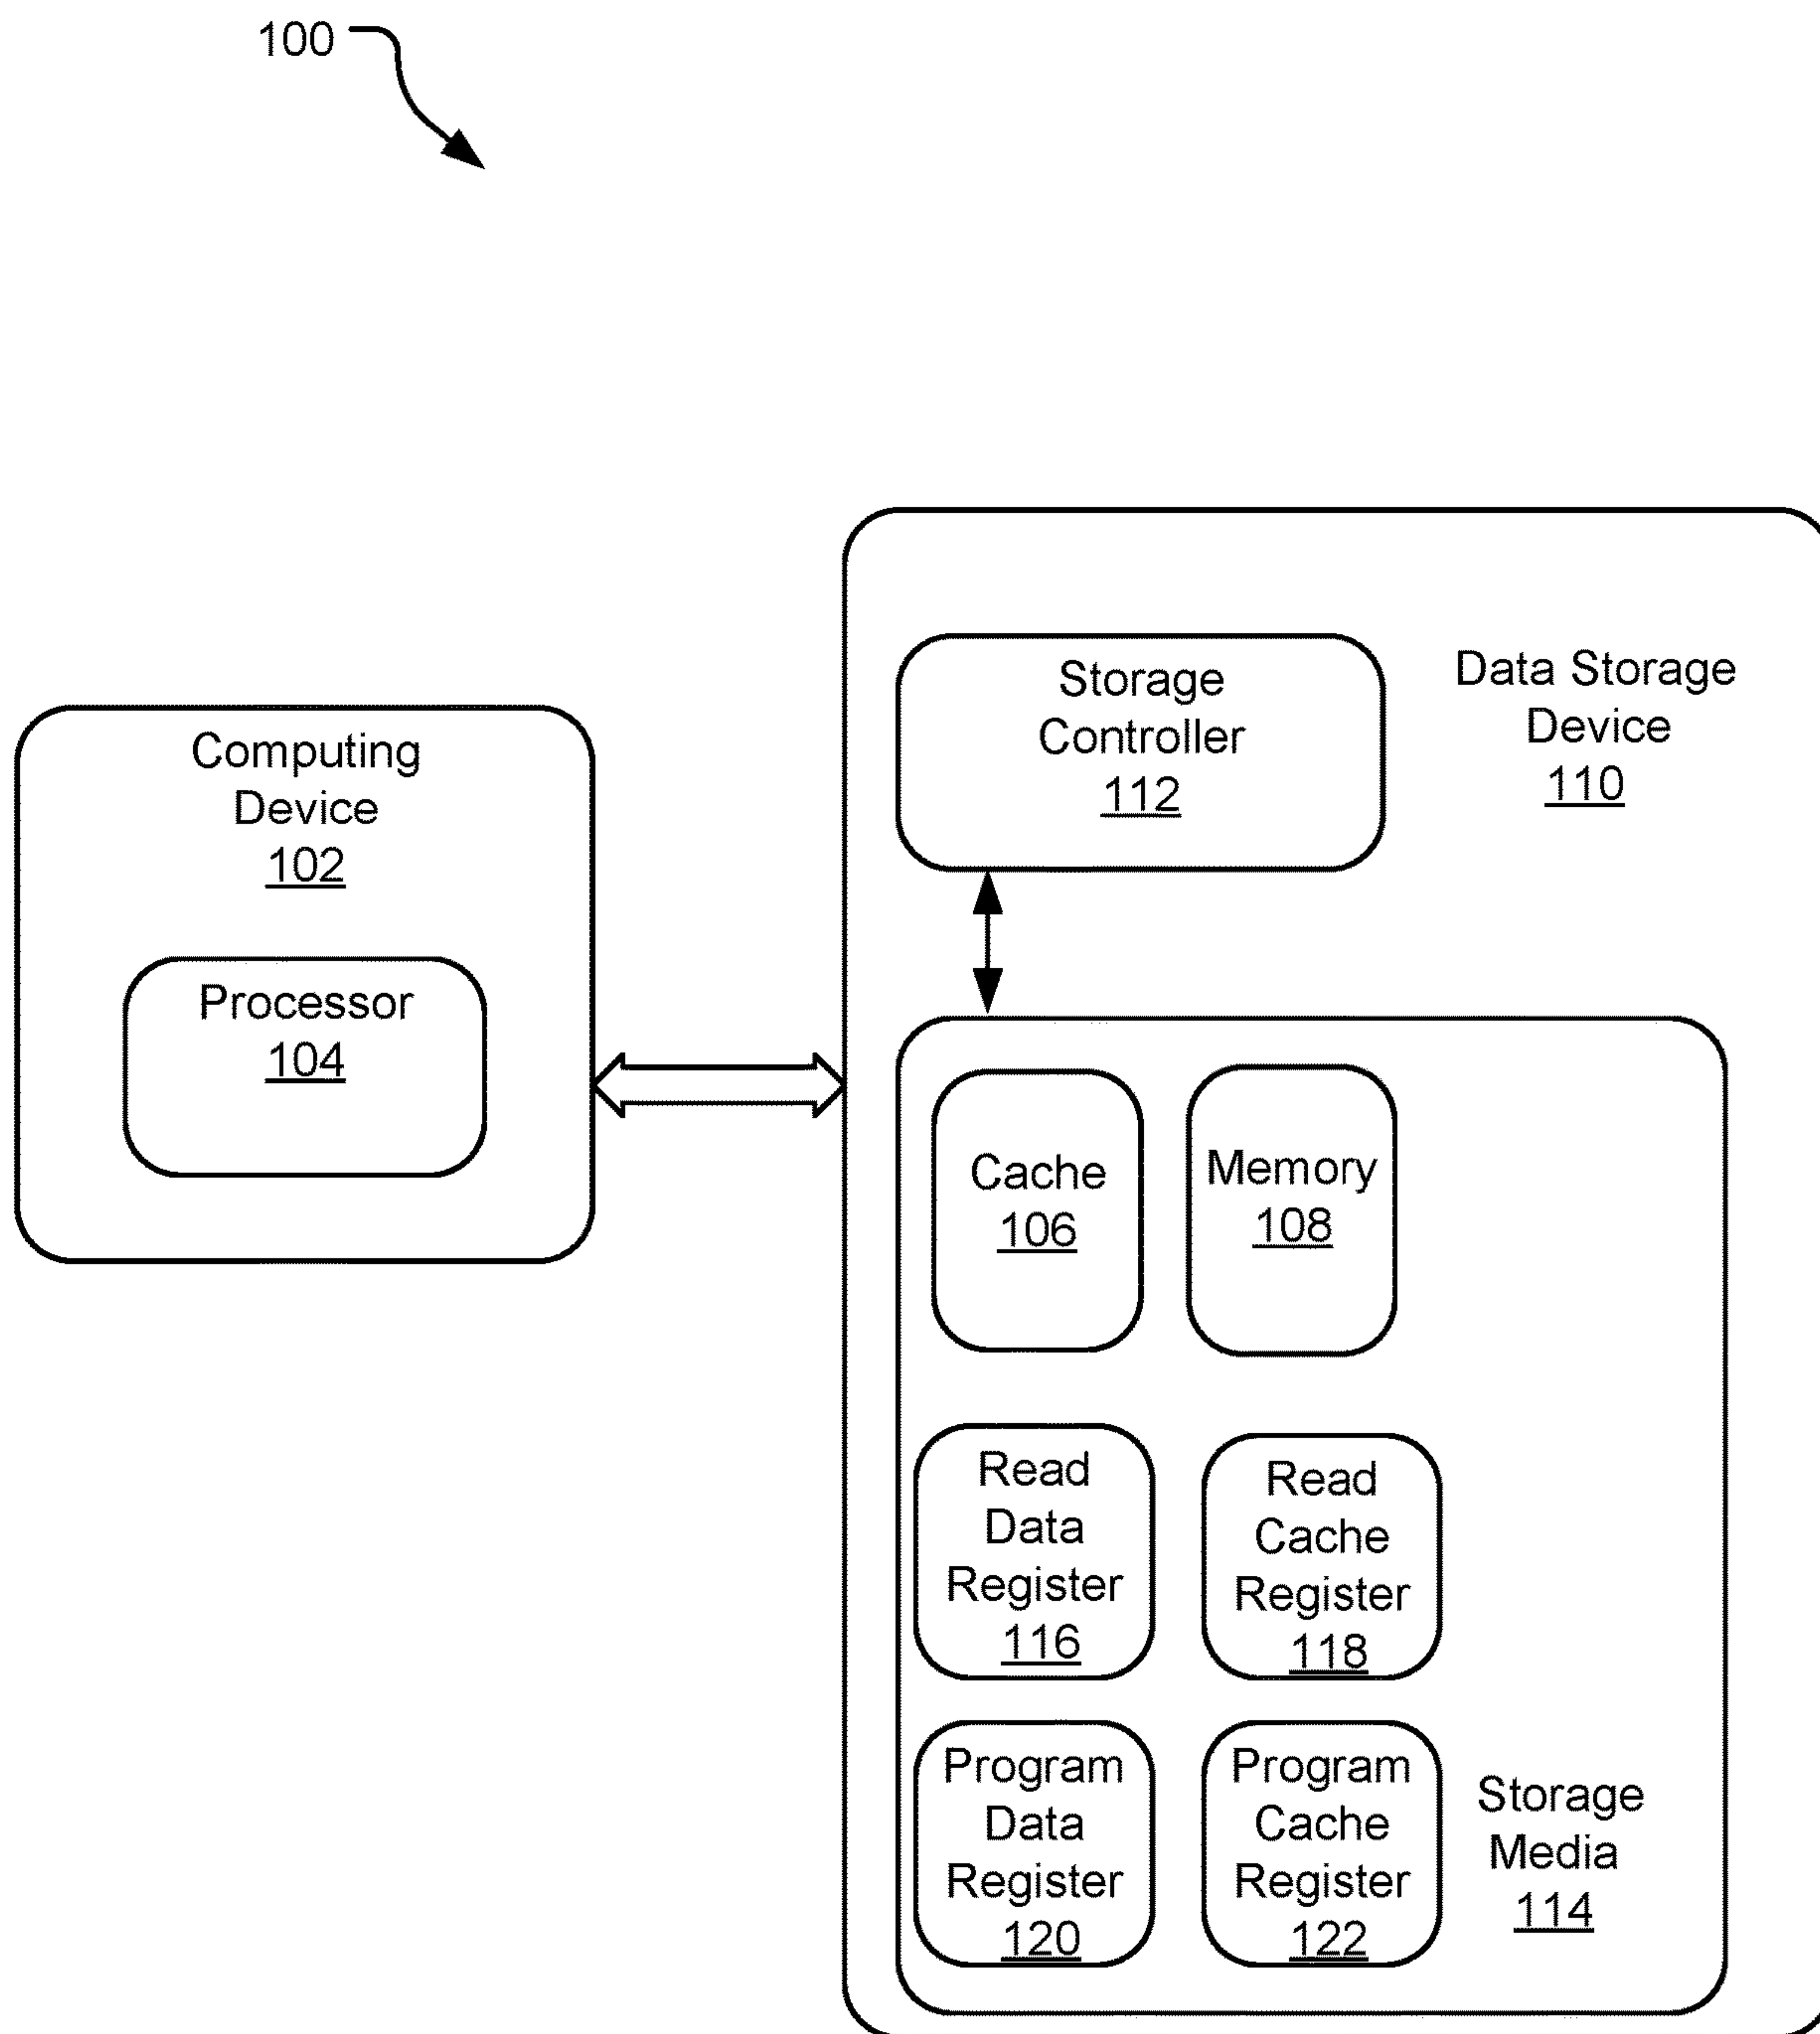 100
Computing
Device
102
Processor
104
Data Storage
Device
110
Storage
Controller
112
Cache
106
Memory
108
Read
Data
Register
116
Read
Cache
Register
118
Program
Data
Register
120
Program
Cache
Register
122
Storage
Media
114